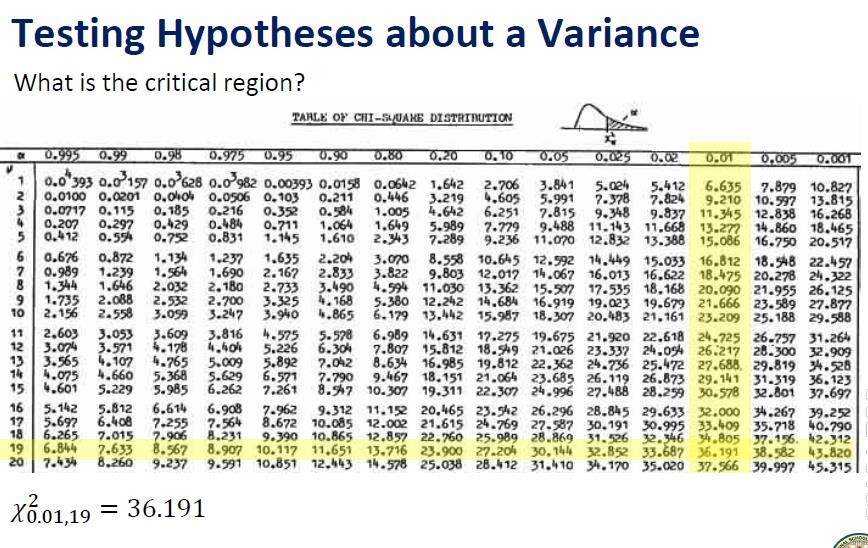 Testing Hypotheses about a Variance
What is the critical region?
TABLE OF CHI-SQUARE DISTRIBUTION
α
α 0.995 0.99 0.98 0.975 0.95 0.90 0.80 0.20 0.10 0.05 0.025 0.02 0.01 0.005 0.001
ν
1 0.0⁴393 0.0³157 0.0³628 0.0³982 0.00393 0.0158 0.0642 1.642 2.706 3.841 5.024 5.412 6.635 7.879 10.827
2 0.0100 0.0201 0.0404 0.0506 0.103 0.211 0.446 3.219 4.605 5.991 7.378 7.824 9.210 10.597 13.815
3 0.0717 0.115 0.185 0.216 0.352 0.584 1.005 4.642 6.251 7.815 9.348 9.837 11.345 12.838 16.268
4 0.207 0.297 0.429 0.484 0.711 1.064 1.649 5.989 7.779 9.488 11.143 11.668 13.277 14.860 18.465
5 0.412 0.554 0.752 0.831 1.145 1.610 2.343 7.289 9.236 11.070 12.832 13.388 15.086 16.750 20.517
6 0.676 0.872 1.134 1.237 1.635 2.204 3.070 8.558 10.645 12.592 14.449 15.033 16.812 18.548 22.457
7 0.989 1.239 1.564 1.690 2.167 2.833 3.822 9.803 12.017 14.067 16.013 16.622 18.475 20.278 24.322
8 1.344 1.646 2.032 2.180 2.733 3.490 4.594 11.030 13.362 15.507 17.535 18.168 20.090 21.955 26.125
9 1.735 2.088 2.532 2.700 3.325 4.168 5.380 12.242 14.684 16.919 19.023 19.679 21.666 23.589 27.877
10 2.156 2.558 3.059 3.247 3.940 4.865 6.179 13.442 15.987 18.307 20.483 21.161 23.209 25.188 29.588
11 2.603 3.053 3.609 3.816 4.575 5.578 6.989 14.631 17.275 19.675 21.920 22.618 24.725 26.757 31.264
12 3.074 3.571 4.178 4.404 5.226 6.304 7.807 15.812 18.549 21.026 23.337 24.054 26.217 28.300 32.909
13 3.565 4.107 4.765 5.009 5.892 7.042 8.634 16.985 19.812 22.362 24.736 25.472 27.688 29.819 34.528
14 4.075 4.660 5.368 5.629 6.571 7.790 9.467 18.151 21.064 23.685 26.119 26.873 29.141 31.319 36.123
15 4.601 5.229 5.985 6.262 7.261 8.547 10.307 19.311 22.307 24.996 27.488 28.259 30.578 32.801 37.697
16 5.142 5.812 6.614 6.908 7.962 9.312 11.152 20.465 23.542 26.296 28.845 29.633 32.000 34.267 39.252
17 5.697 6.408 7.255 7.564 8.672 10.085 12.002 21.615 24.769 27.587 30.191 30.995 33.409 35.718 40.790
18 6.265 7.015 7.906 8.231 9.390 10.865 12.857 22.760 25.989 28.869 31.526 32.346 34.805 37.156 42.312
19 6.844 7.633 8.567 8.907 10.117 11.651 13.716 23.900 27.204 30.144 32.852 33.687 36.191 38.582 43.820
20 7.434 8.260 9.237 9.591 10.851 12.443 14.578 25.038 28.412 31.410 34.170 35.020 37.566 39.997 45.315
χ²₀.₀₁,₁₉ = 36.191